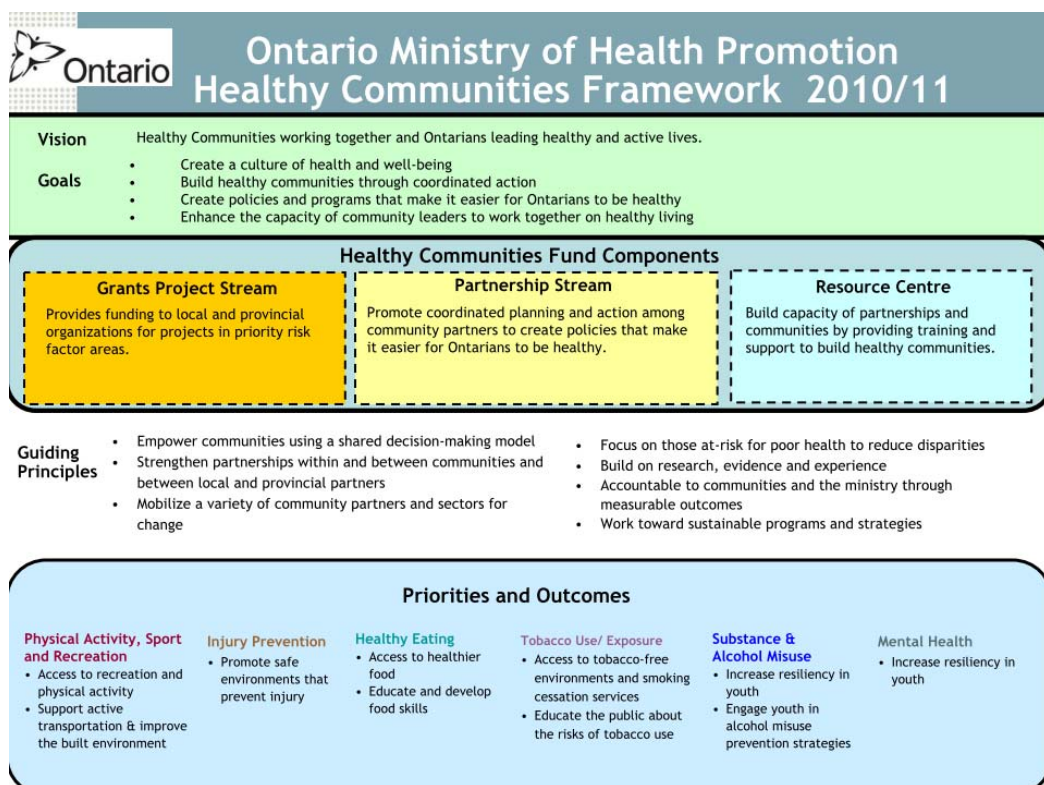 Ontario
Ontario Ministry of Health Promotion
Healthy Communities Framework 2010/11
Vision
Healthy Communities working together and Ontarians leading healthy and active lives.
Goals
• Create a culture of health and well-being
• Build healthy communities through coordinated action
• Create policies and programs that make it easier for Ontarians to be healthy
• Enhance the capacity of community leaders to work together on healthy living
Healthy Communities Fund Components
Grants Project Stream
Provides funding to local and provincial
organizations for projects in priority risk
factor areas.
Partnership Stream
Promote coordinated planning and action among
community partners to create policies that make
it easier for Ontarians to be healthy.
Resource Centre
Build capacity of partnerships and
communities by providing training and
support to build healthy communities.
Guiding
Principles
• Empower communities using a shared decision-making model
• Strengthen partnerships within and between communities and
between local and provincial partners
• Mobilize a variety of community partners and sectors for
change
• Focus on those at-risk for poor health to reduce disparities
• Build on research, evidence and experience
• Accountable to communities and the ministry through
measurable outcomes
• Work toward sustainable programs and strategies
Priorities and Outcomes
Physical Activity, Sport
and Recreation
• Access to recreation and
physical activity
• Support active
transportation & improve
the built environment
Injury Prevention
• Promote safe
environments that
prevent injury
Healthy Eating
• Access to healthier
food
• Educate and develop
food skills
Tobacco Use/ Exposure
• Access to tobacco-free
environments and smoking
cessation services
• Educate the public about
the risks of tobacco use
Substance &
Alcohol Misuse
• Increase resiliency in
youth
• Engage youth in
alcohol misuse
prevention strategies
Mental Health
• Increase resiliency in
youth